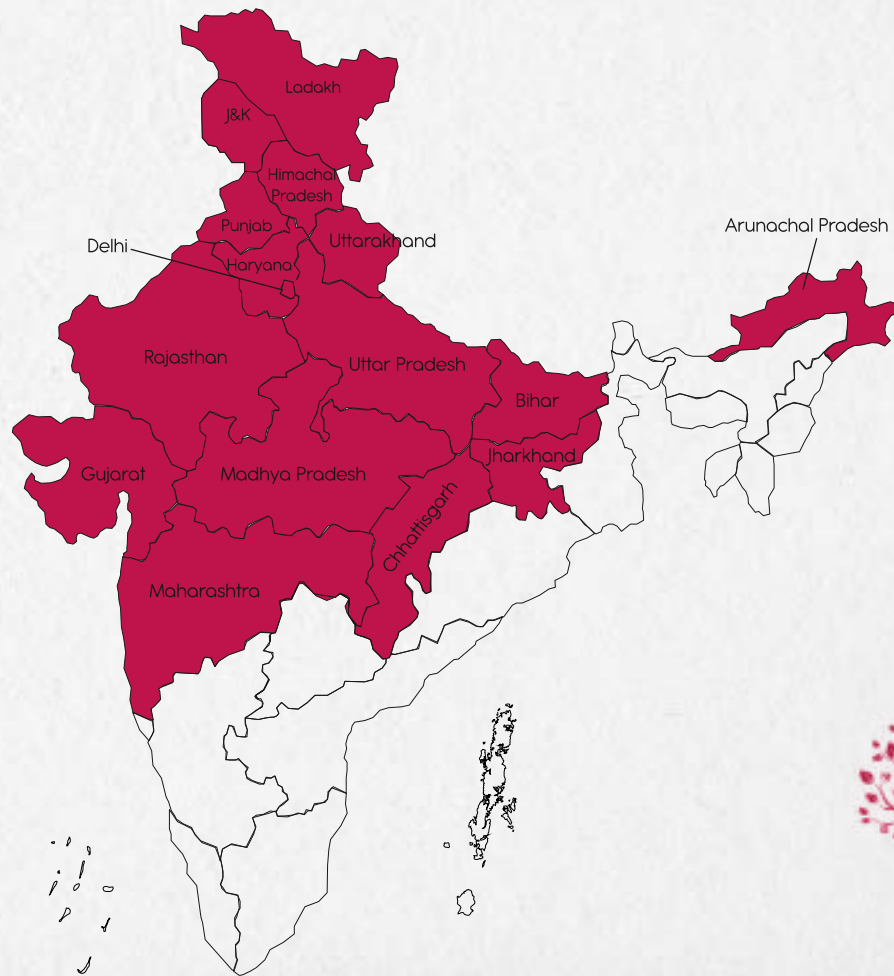 Ladakh
J&K
Himachal
Pradesh
Punjab
Uttarakhand
Arunachal Pradesh
Delhi
Haryana
Rajasthan
Uttar Pradesh
Bihar
Jharkhand
Gujarat
Madhya Pradesh
Chhattisgarh
Maharashtra